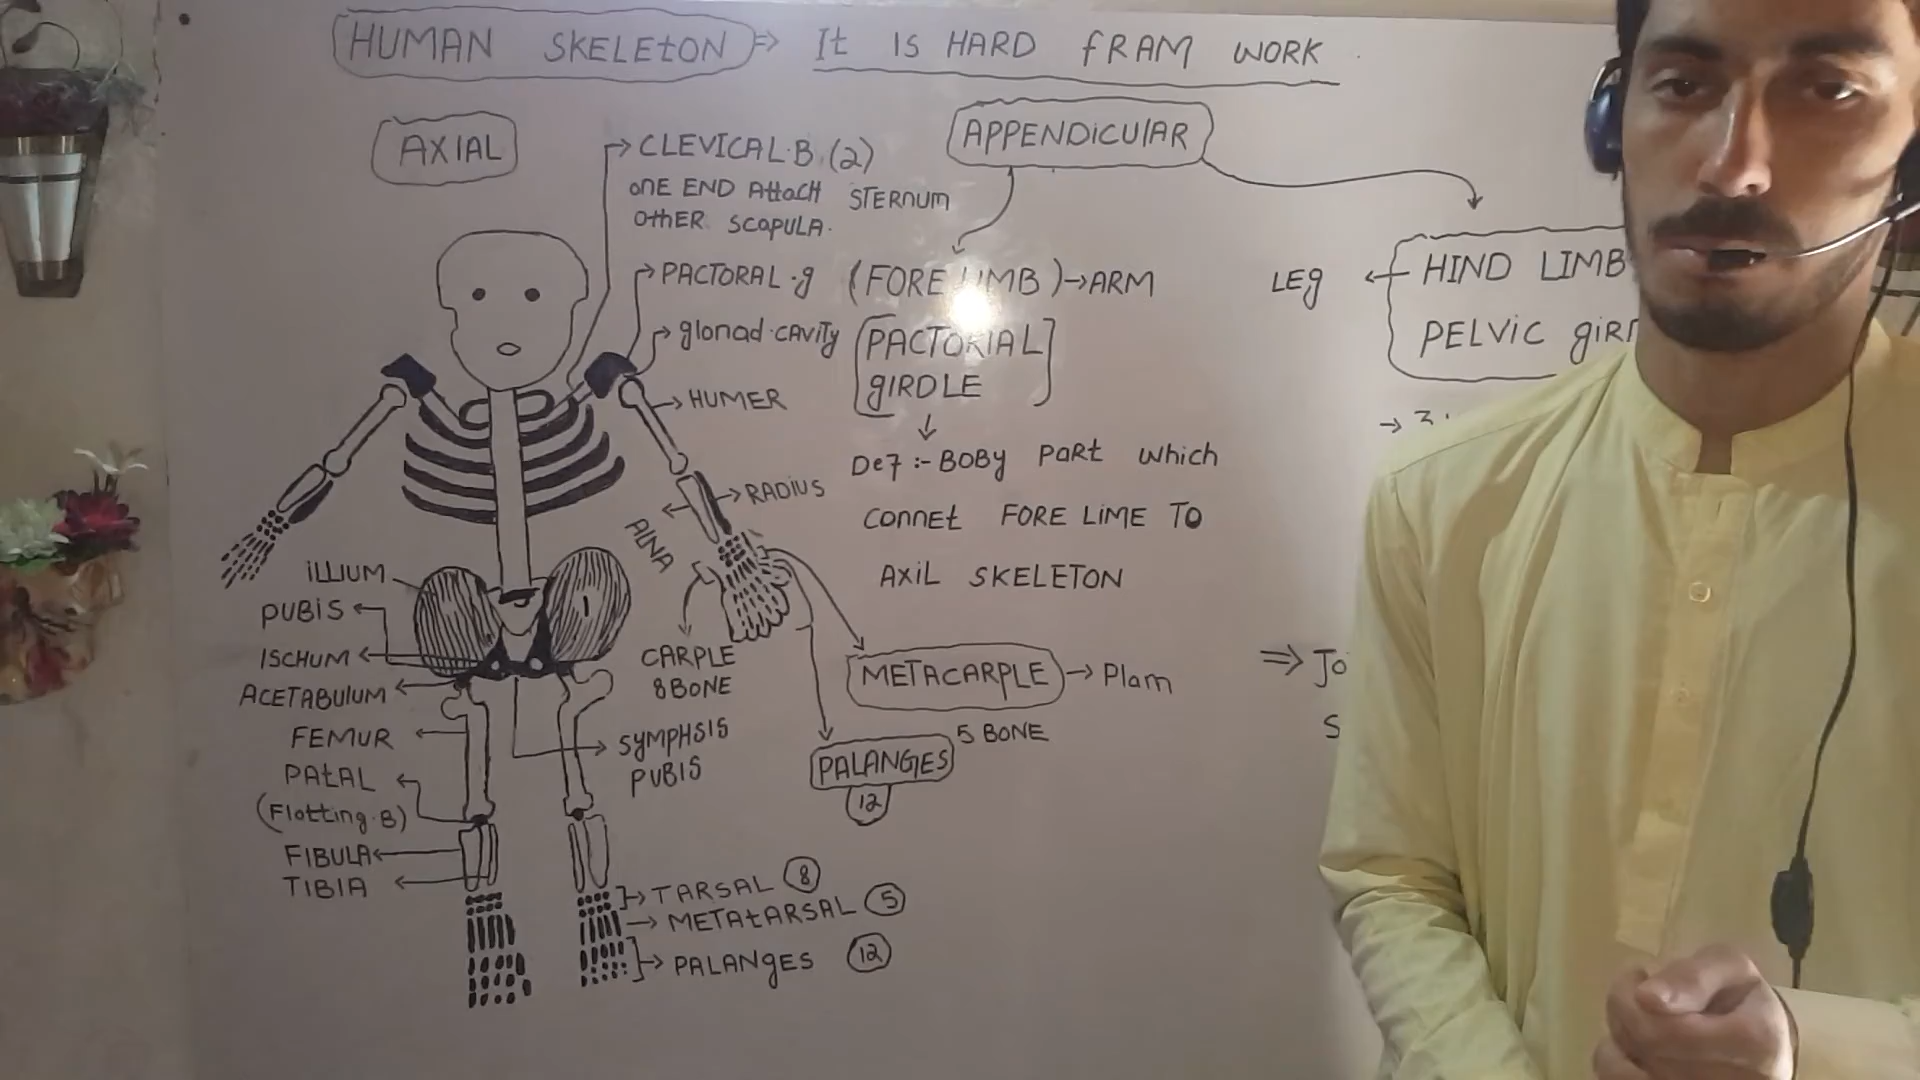 HUMAN SKELEtON ⇒ It IS HARD fRAM WORK
AXIAL
CLEVICAL.B.(2)
onE END AttaCH STERnUM
OthER ScapULA.
PACTORAL.g
glonad.cavity
HUMER
RADIUS
ALNA
APPENDiCUlAR
(FORE LIMB)→ARM
[PACTORIAL
giRDLE]
Def :- BOBy PaRt which
Connet FORE LiME TO
AXiL SKELETON
LEg ← HIND LIMB
PELViC
→ 3
⇒ Jo
S
iLLIUM
PUBiS
ISCHUM
ACETABULUM
FEMUR
PAtAL
(Flotting.B)
FIBULA
TIBIA
CARPLE
8 BONE
METACARPLE → Plam
5 BONE
PALANGES
12
SYMPHSIS
PUBIS
TARSAL 8
METAtARSAL 5
PALANgES 12